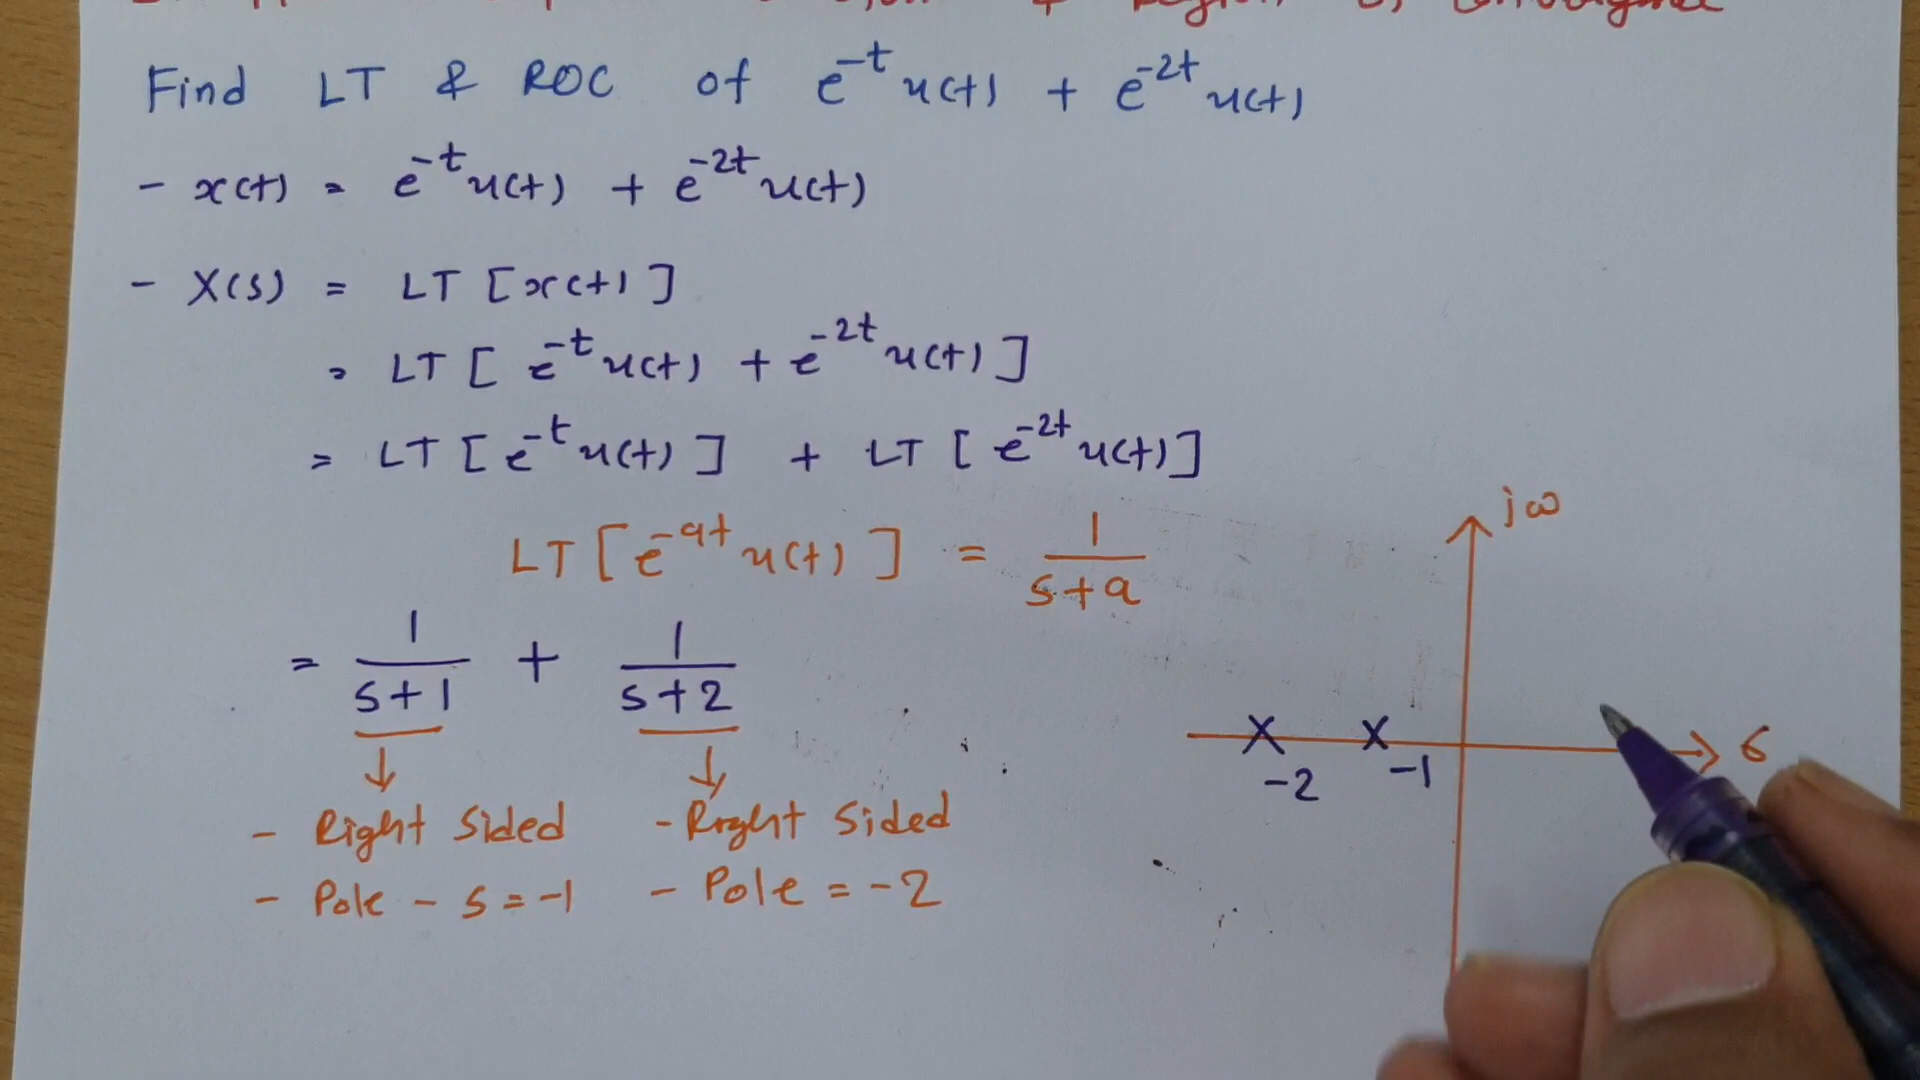 Find LT & ROC of e^-t u(t) + e^-2t u(t)
- x(t) = e^-t u(t) + e^-2t u(t)
- X(s) = LT [x(t)]
= LT [ e^-t u(t) + e^-2t u(t) ]
= LT [ e^-t u(t) ] + LT [ e^-2t u(t) ]
LT [ e^-at u(t) ] = 1/(s+a)
= 1/(s+1) + 1/(s+2)
- Right Sided
- Pole - s = -1
- Right Sided
- Pole = -2
jω
σ
-2
-1